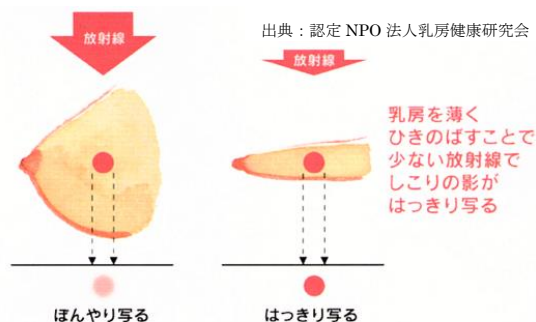 出典：認定 NPO 法人乳房健康研究会
放射線
放射線
乳房を薄く
ひきのばすことで
少ない放射線で
しこりの影が
はっきり写る
ぼんやり写る
はっきり写る